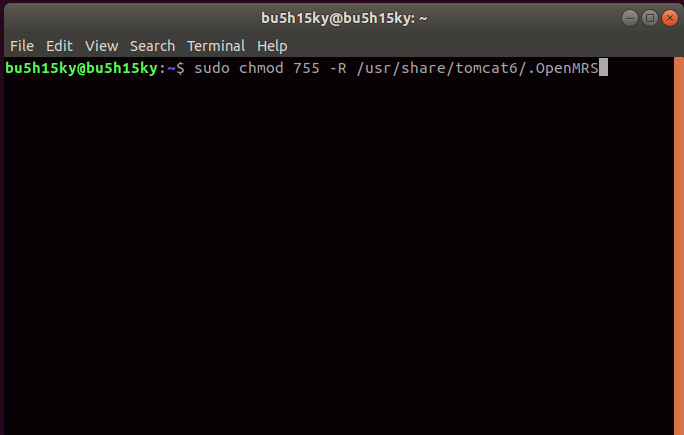 bu5h15ky@bu5h15ky: ~
File Edit View Search Terminal Help
bu5h15ky@bu5h15ky:~$ sudo chmod 755 -R /usr/share/tomcat6/.OpenMRS